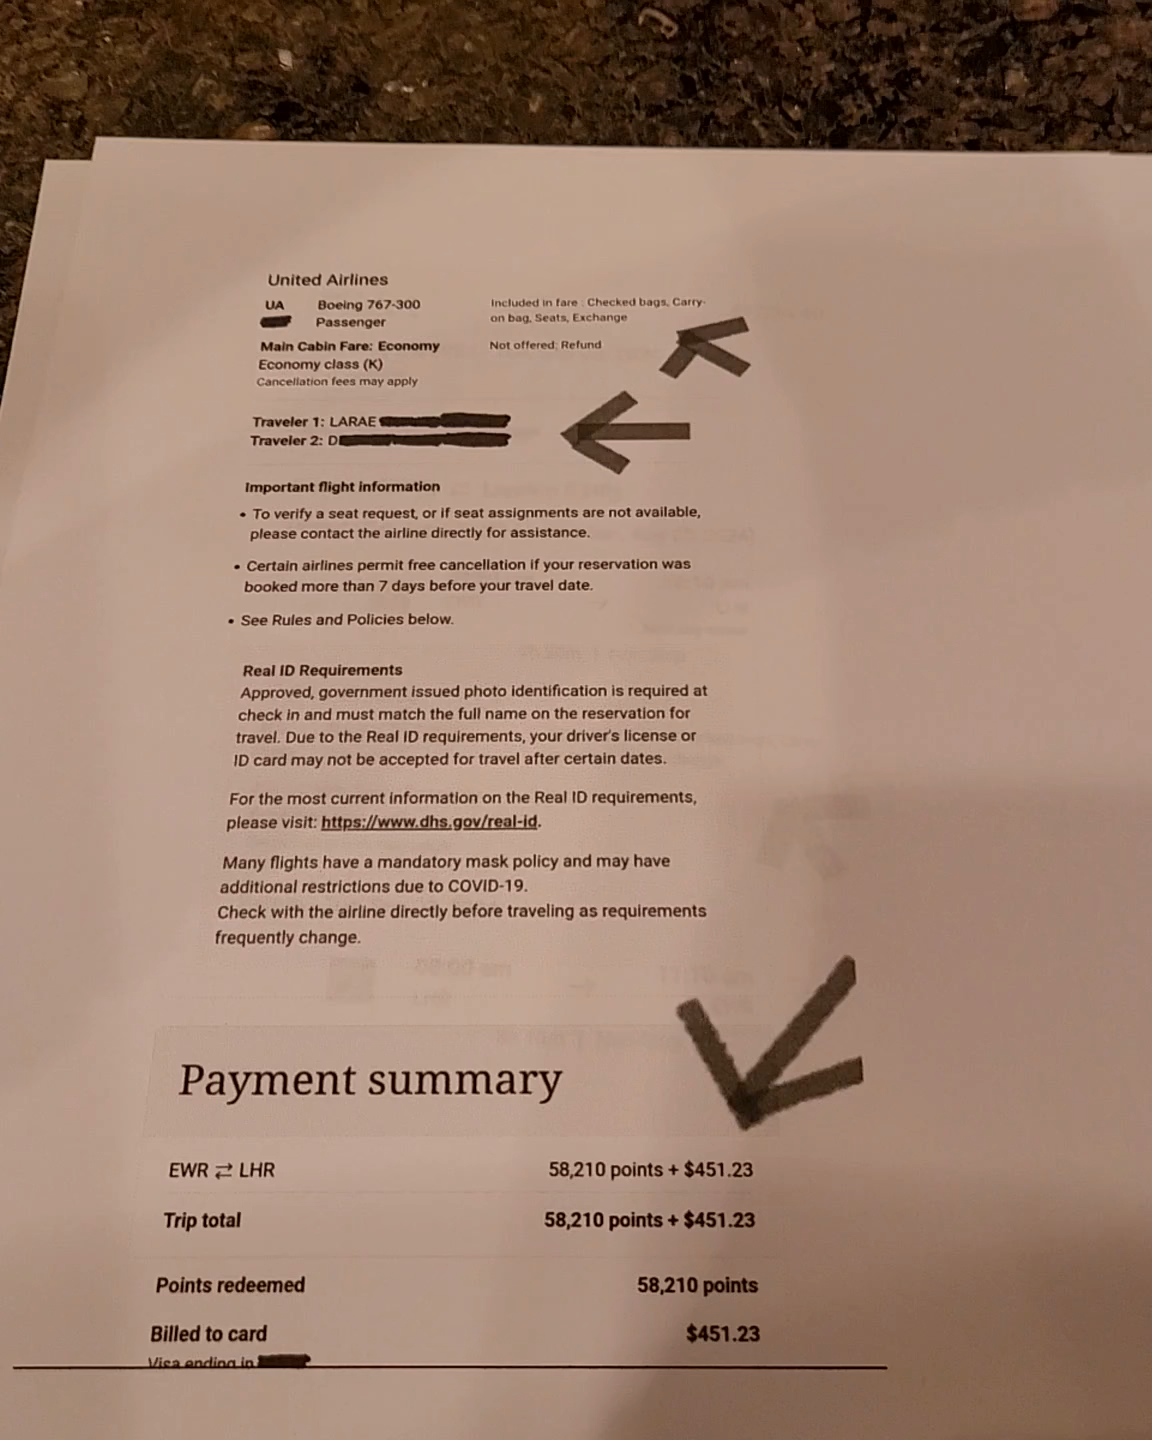 United Airlines
UA Boeing 767-300
Passenger
Included in fare : Checked bags, Carry-
on bag, Seats, Exchange
Main Cabin Fare: Economy
Not offered: Refund
Economy class (K)
Cancellation fees may apply
Traveler 1: LARAE
Traveler 2: D
Important flight information
• To verify a seat request, or if seat assignments are not available,
please contact the airline directly for assistance.
• Certain airlines permit free cancellation if your reservation was
booked more than 7 days before your travel date.
• See Rules and Policies below.
Real ID Requirements
Approved, government issued photo identification is required at
check in and must match the full name on the reservation for
travel. Due to the Real ID requirements, your driver's license or
ID card may not be accepted for travel after certain dates.
For the most current information on the Real ID requirements,
please visit: https://www.dhs.gov/real-id.
Many flights have a mandatory mask policy and may have
additional restrictions due to COVID-19.
Check with the airline directly before traveling as requirements
frequently change.
Payment summary
EWR ⇄ LHR 58,210 points + $451.23
Trip total 58,210 points + $451.23
Points redeemed 58,210 points
Billed to card $451.23
Visa ending in